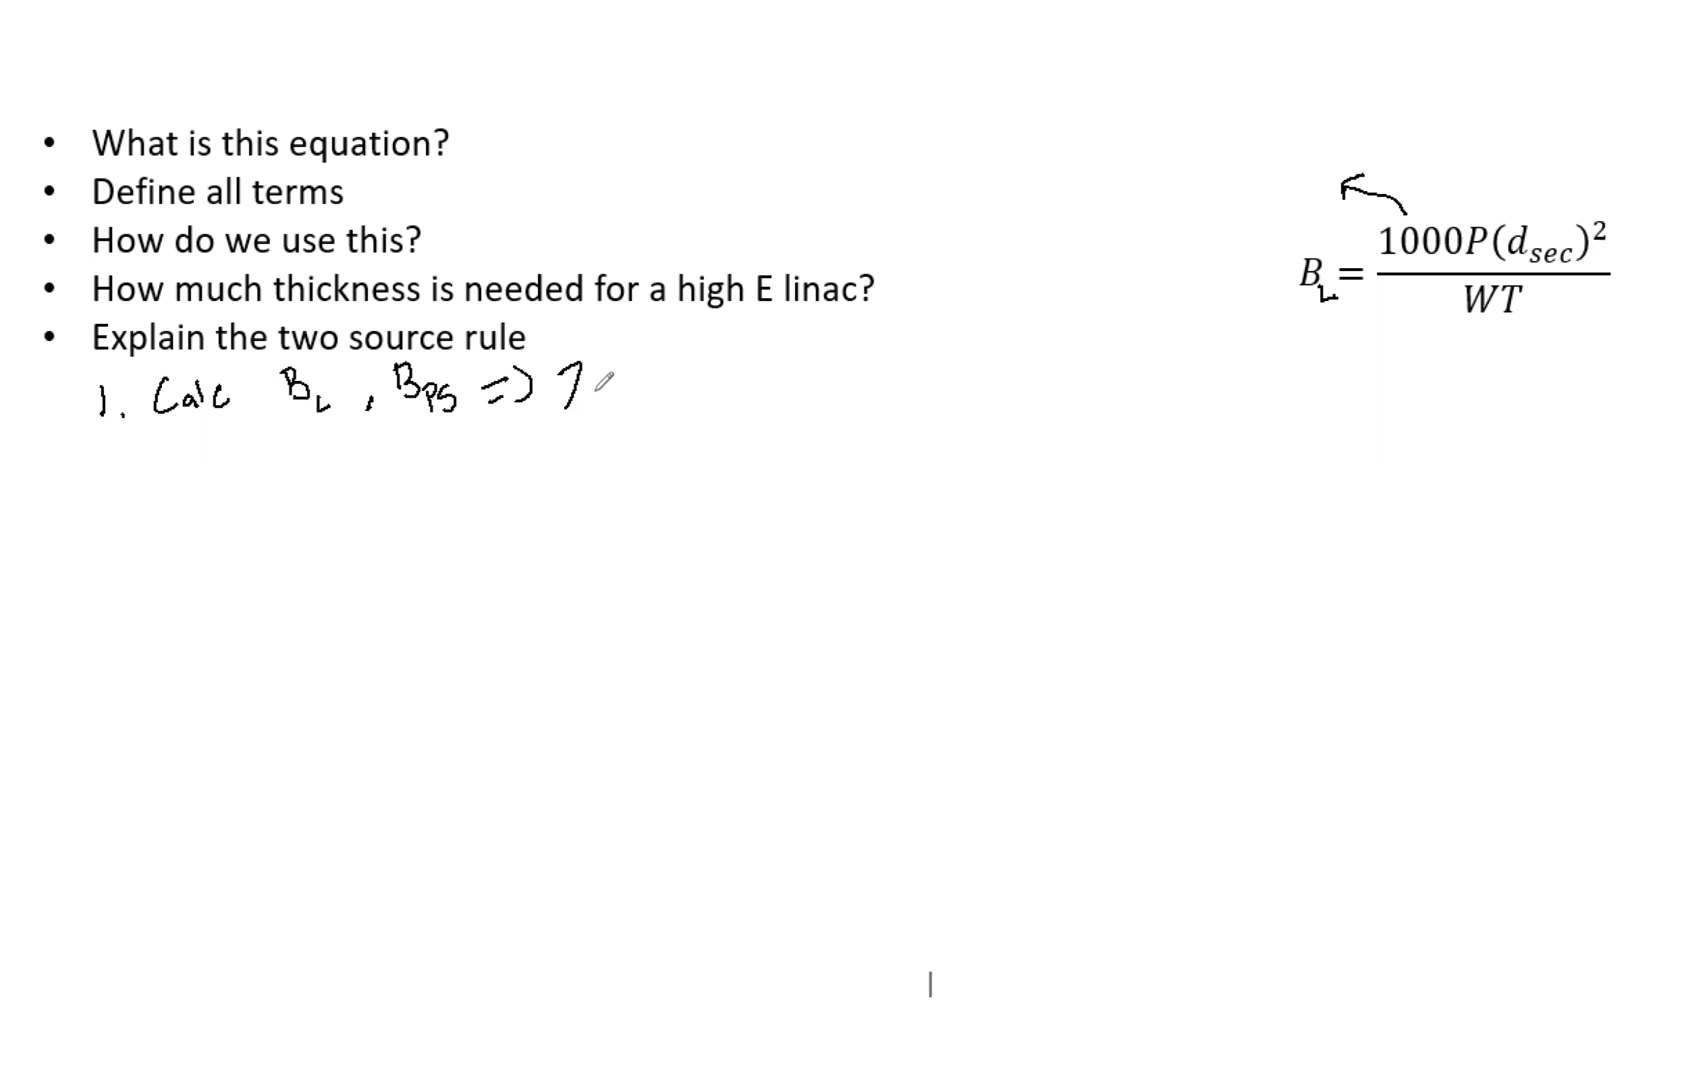 • What is this equation?
• Define all terms
• How do we use this?
• How much thickness is needed for a high E linac?
• Explain the two source rule
1. Calc B_L, B_PS =>
B_L = 1000P(d_sec)² / WT